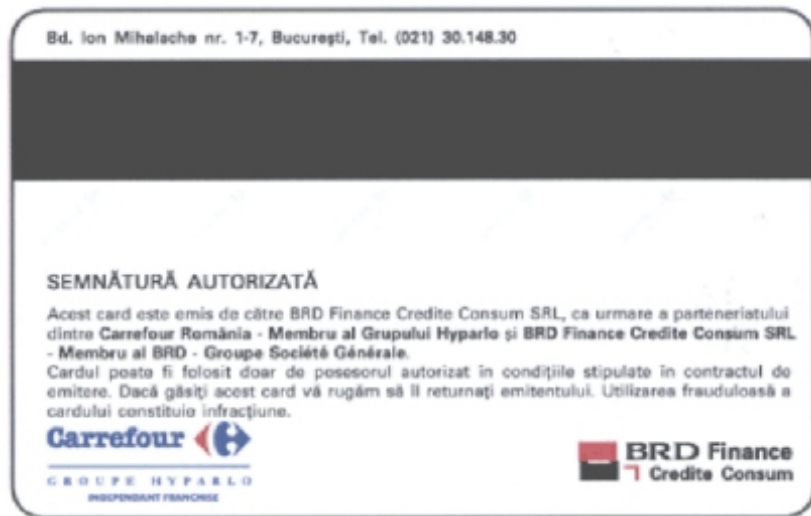 Bd. Ion Mihalache nr. 1-7, Bucureşti, Tel. (021) 30.148.30
SEMNĂTURĂ AUTORIZATĂ
Acest card este emis de către BRD Finance Credite Consum SRL, ca urmare a parteneriatului
dintre Carrefour România - Membru al Grupului Hyparlo şi BRD Finance Credite Consum SRL
- Membru al BRD - Groupe Société Générale.
Cardul poate fi folosit doar de posesorul autorizat în condiţiile stipulate în contractul de
emitere. Dacă găsiţi acest card vă rugăm să îl returnaţi emitentului. Utilizarea frauduloasă a
cardului constituie infracţiune.
Carrefour
GROUPE HYPARLO
INDEPENDANT FRANCHISE
BRD Finance
Credite Consum